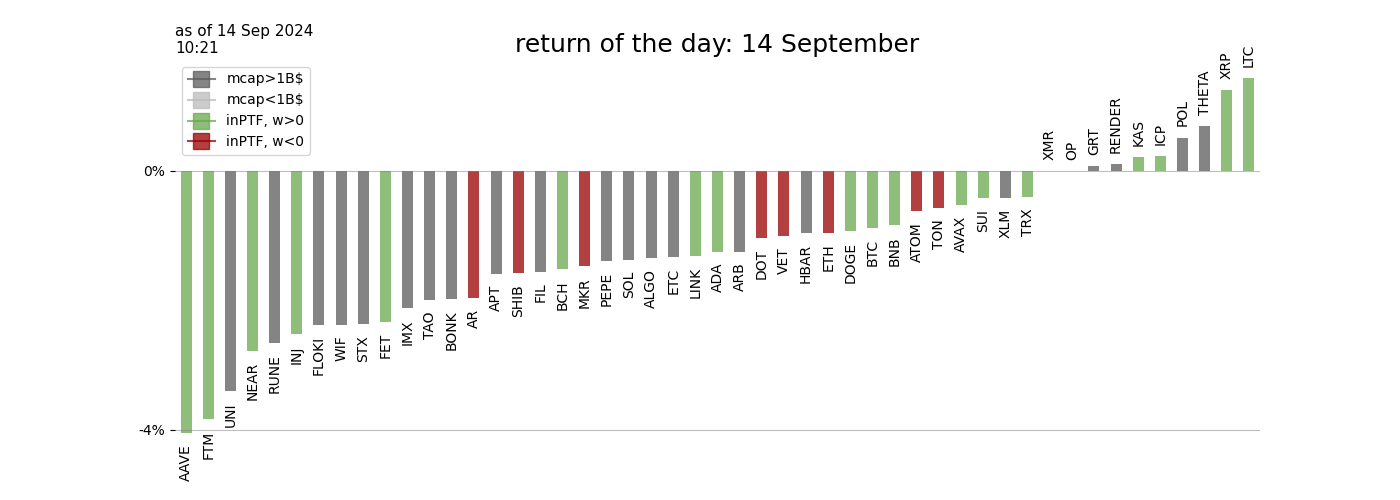 as of 14 Sep 2024
10:21
return of the day: 14 September
mcap>1B$
mcap<1B$
inPTF, w>0
inPTF, w<0
0%
-4%
AAVE
FTM
UNI
NEAR
RUNE
INJ
FLOKI
WIF
STX
FET
IMX
TAO
BONK
AR
APT
SHIB
FIL
BCH
MKR
PEPE
SOL
ALGO
ETC
LINK
ADA
ARB
DOT
VET
HBAR
ETH
DOGE
BTC
BNB
ATOM
TON
AVAX
SUI
XLM
TRX
XMR
OP
GRT
RENDER
KAS
ICP
POL
THETA
XRP
LTC